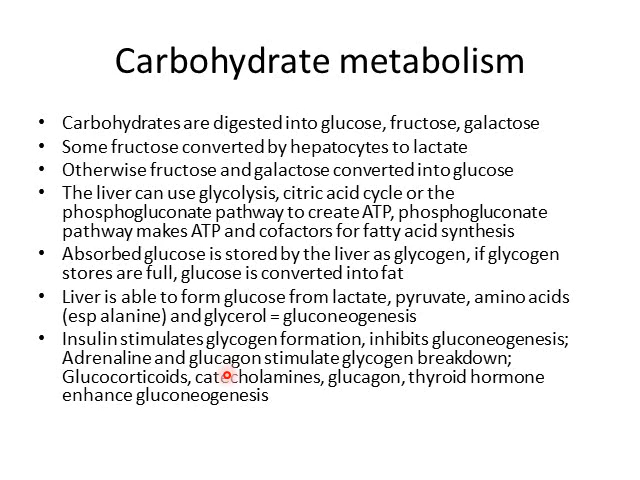 Carbohydrate metabolism
• Carbohydrates are digested into glucose, fructose, galactose
• Some fructose converted by hepatocytes to lactate
• Otherwise fructose and galactose converted into glucose
• The liver can use glycolysis, citric acid cycle or the
phosphogluconate pathway to create ATP, phosphogluconate
pathway makes ATP and cofactors for fatty acid synthesis
• Absorbed glucose is stored by the liver as glycogen, if glycogen
stores are full, glucose is converted into fat
• Liver is able to form glucose from lactate, pyruvate, amino acids
(esp alanine) and glycerol = gluconeogenesis
• Insulin stimulates glycogen formation, inhibits gluconeogenesis;
Adrenaline and glucagon stimulate glycogen breakdown;
Glucocorticoids, catecholamines, glucagon, thyroid hormone
enhance gluconeogenesis